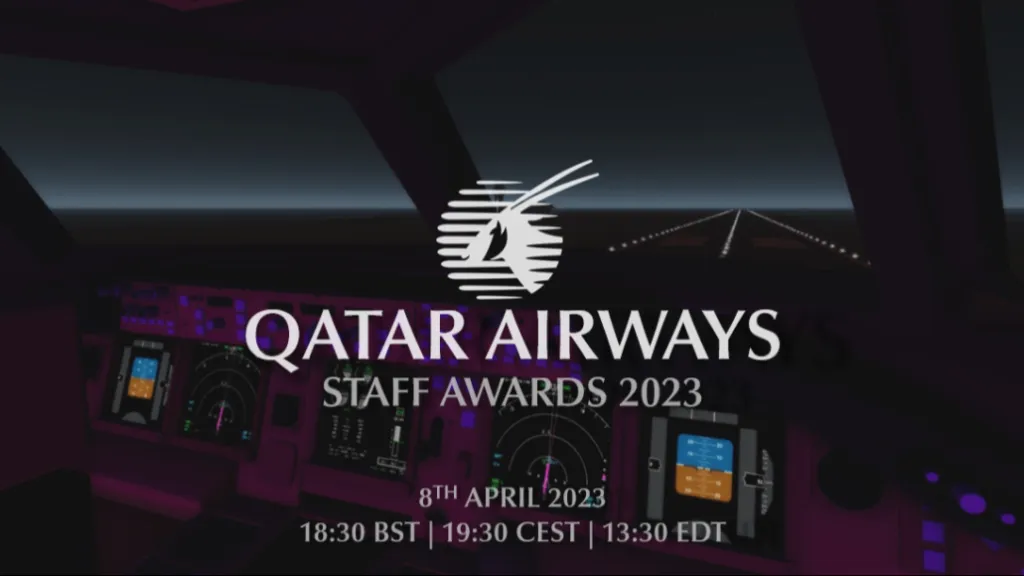 QATAR AIRWAYS
STAFF AWARDS 2023
8TH APRIL 2023
18:30 BST | 19:30 CEST | 13:30 EDT